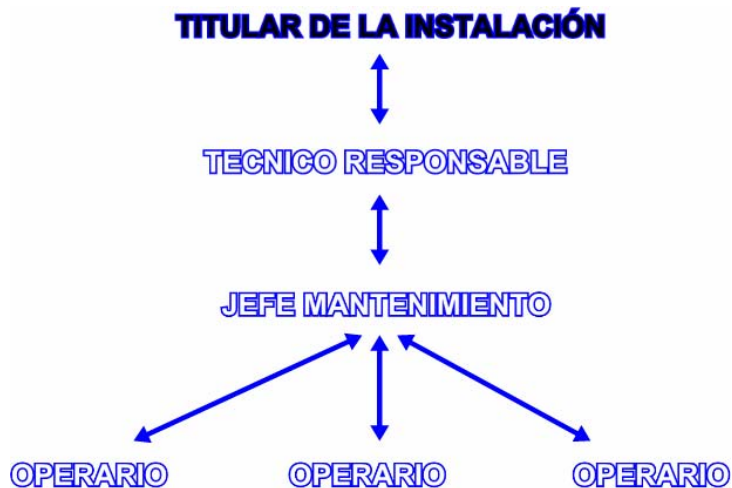 TITULAR DE LA INSTALACIÓN
TECNICO RESPONSABLE
JEFE MANTENIMIENTO
OPERARIO OPERARIO OPERARIO